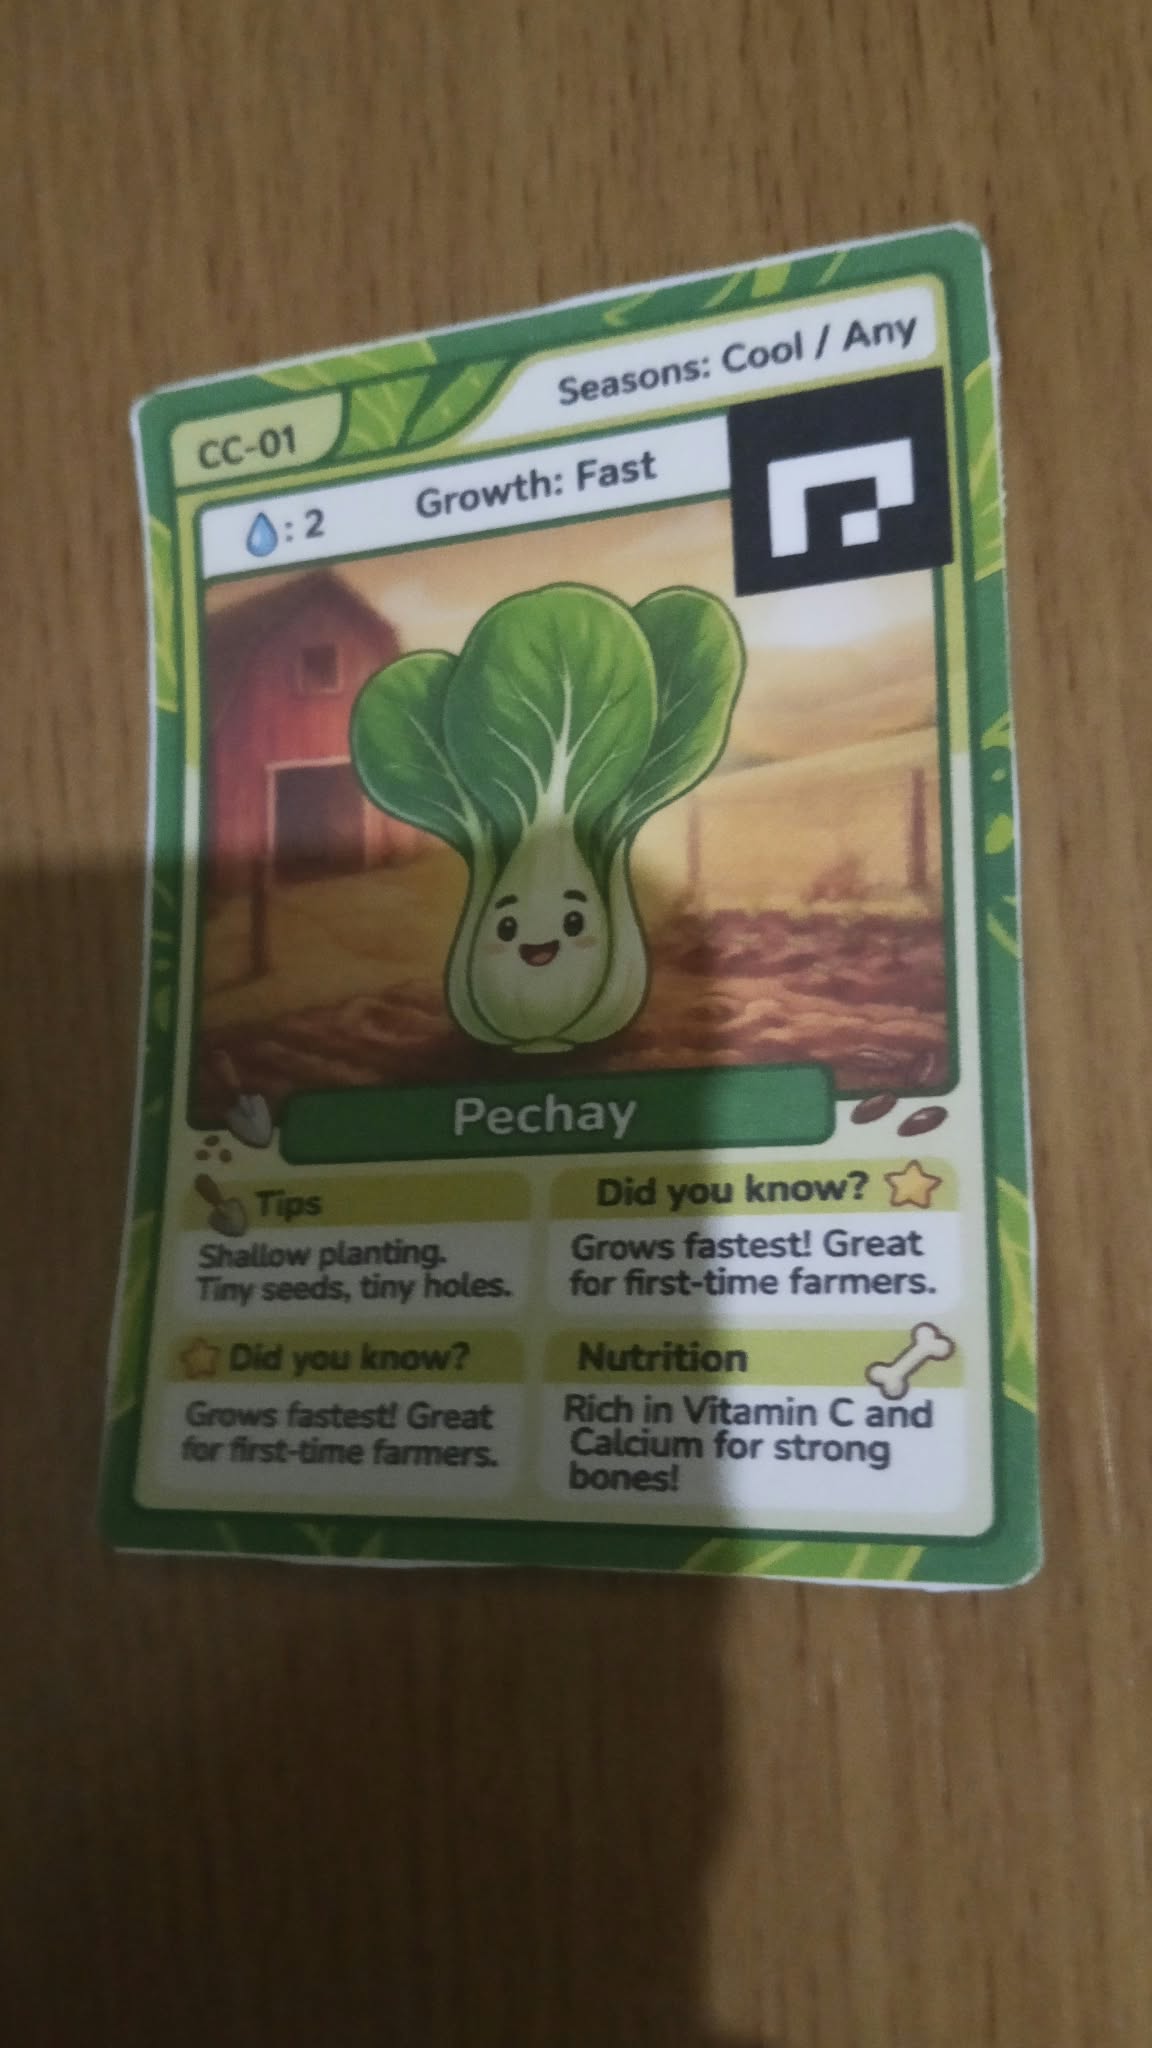 CC-01
Seasons: Cool / Any
: 2
Growth: Fast
Pechay
Tips
Shallow planting.
Tiny seeds, tiny holes.
Did you know?
Grows fastest! Great
for first-time farmers.
Did you know?
Grows fastest! Great
for first-time farmers.
Nutrition
Rich in Vitamin C and
Calcium for strong
bones!